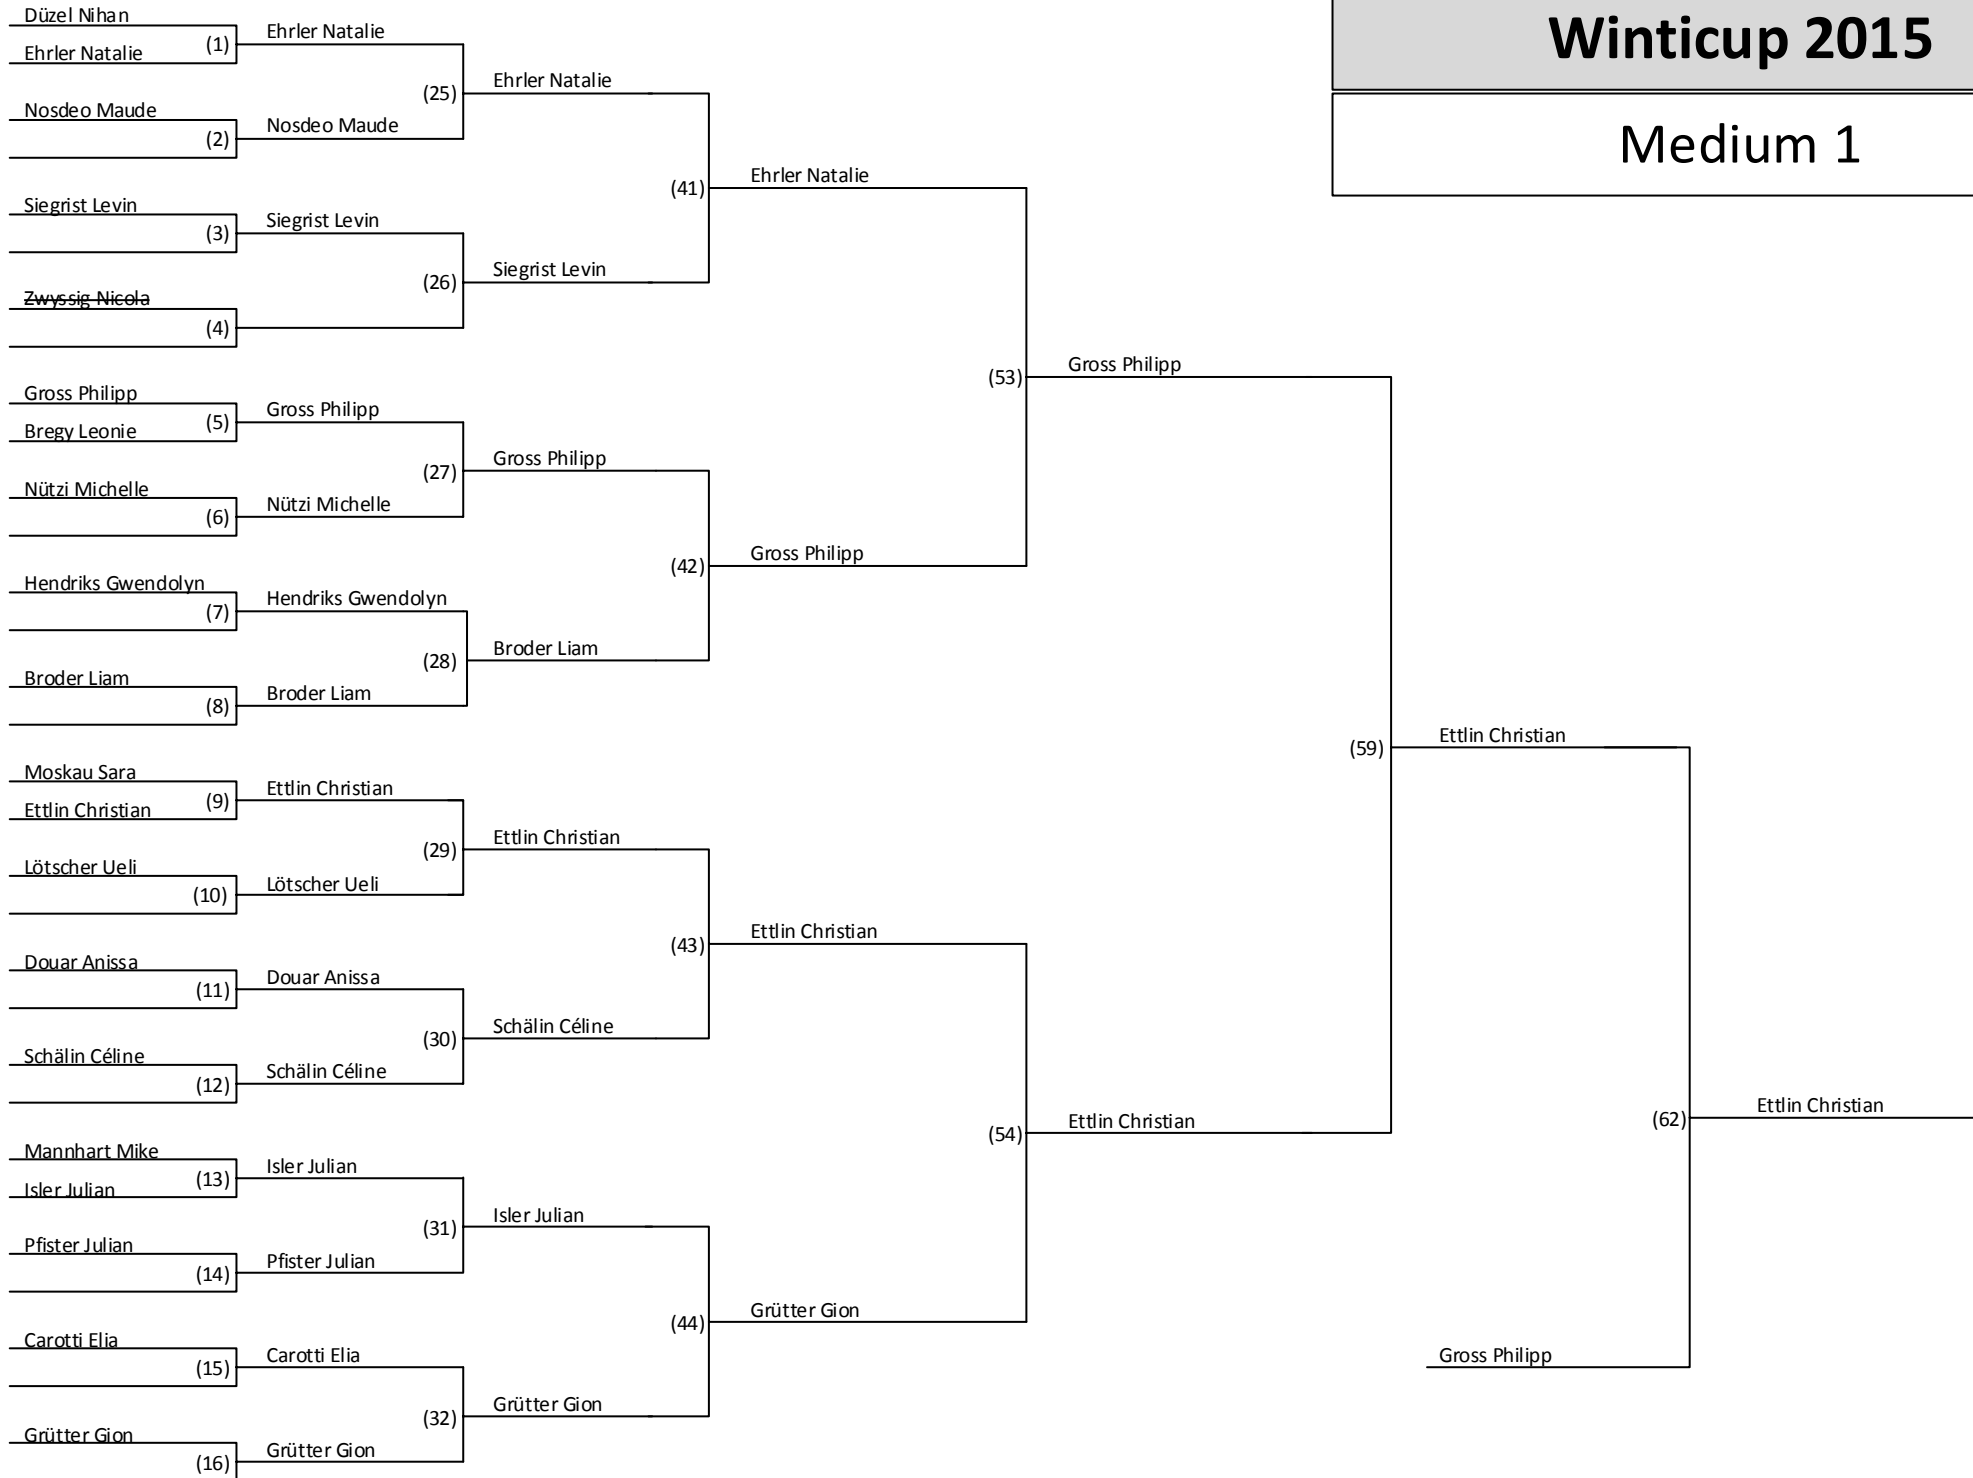 Winticup 2015
Medium 1
Düzel Nihan
Ehrler Natalie
(1)
Ehrler Natalie
Nosdeo Maude
(2)
Nosdeo Maude
(25)
Ehrler Natalie
Siegrist Levin
(3)
Siegrist Levin
Zwyssig Nicola
(4)
(26)
Siegrist Levin
(41)
Ehrler Natalie
Gross Philipp
Bregy Leonie
(5)
Gross Philipp
Nützi Michelle
(6)
Nützi Michelle
(27)
Gross Philipp
Hendriks Gwendolyn
(7)
Hendriks Gwendolyn
Broder Liam
(8)
Broder Liam
(28)
Broder Liam
(42)
Gross Philipp
(53)
Gross Philipp
Moskau Sara
Ettlin Christian
(9)
Ettlin Christian
Lötscher Ueli
(10)
Lötscher Ueli
(29)
Ettlin Christian
Douar Anissa
(11)
Douar Anissa
Schälin Céline
(12)
Schälin Céline
(30)
Schälin Céline
(43)
Ettlin Christian
Mannhart Mike
Isler Julian
(13)
Isler Julian
Pfister Julian
(14)
Pfister Julian
(31)
Isler Julian
Carotti Elia
(15)
Carotti Elia
Grütter Gion
(16)
Grütter Gion
(32)
Grütter Gion
(44)
Grütter Gion
(54)
Ettlin Christian
(59)
Ettlin Christian
Gross Philipp
(62)
Ettlin Christian